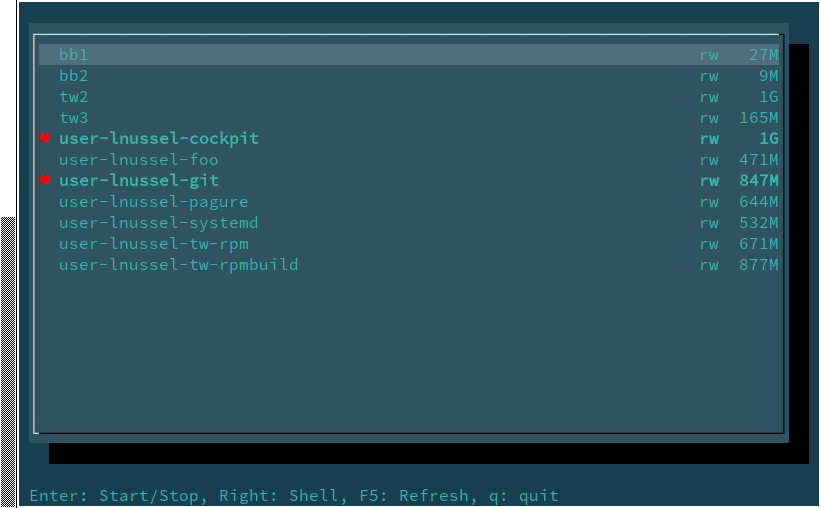 bb1 rw 27M
bb2 rw 9M
tw2 rw 1G
tw3 rw 165M
user-lnussel-cockpit rw 1G
user-lnussel-foo rw 471M
user-lnussel-git rw 847M
user-lnussel-pagure rw 644M
user-lnussel-systemd rw 532M
user-lnussel-tw-rpm rw 671M
user-lnussel-tw-rpmbuild rw 877M
Enter: Start/Stop, Right: Shell, F5: Refresh, q: quit